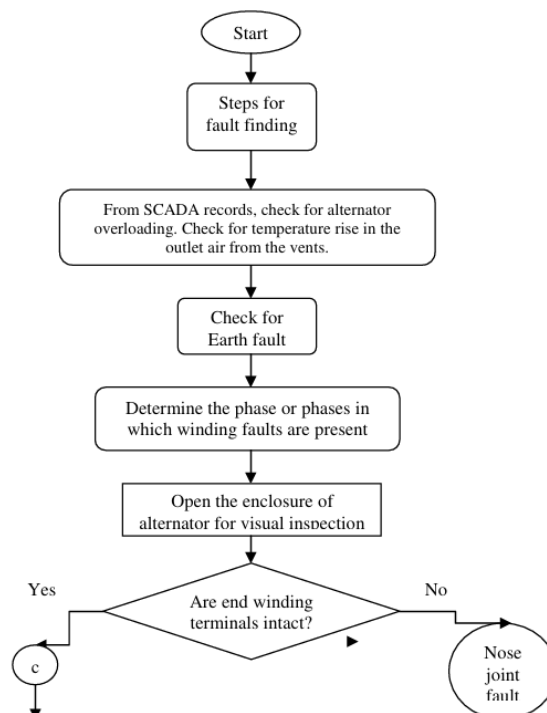 Start
Steps for
fault finding
From SCADA records, check for alternator
overloading. Check for temperature rise in the
outlet air from the vents.
Check for
Earth fault
Determine the phase or phases in
which winding faults are present
Open the enclosure of
alternator for visual inspection
Yes
No
Are end winding
terminals intact?
c
Nose
joint
fault